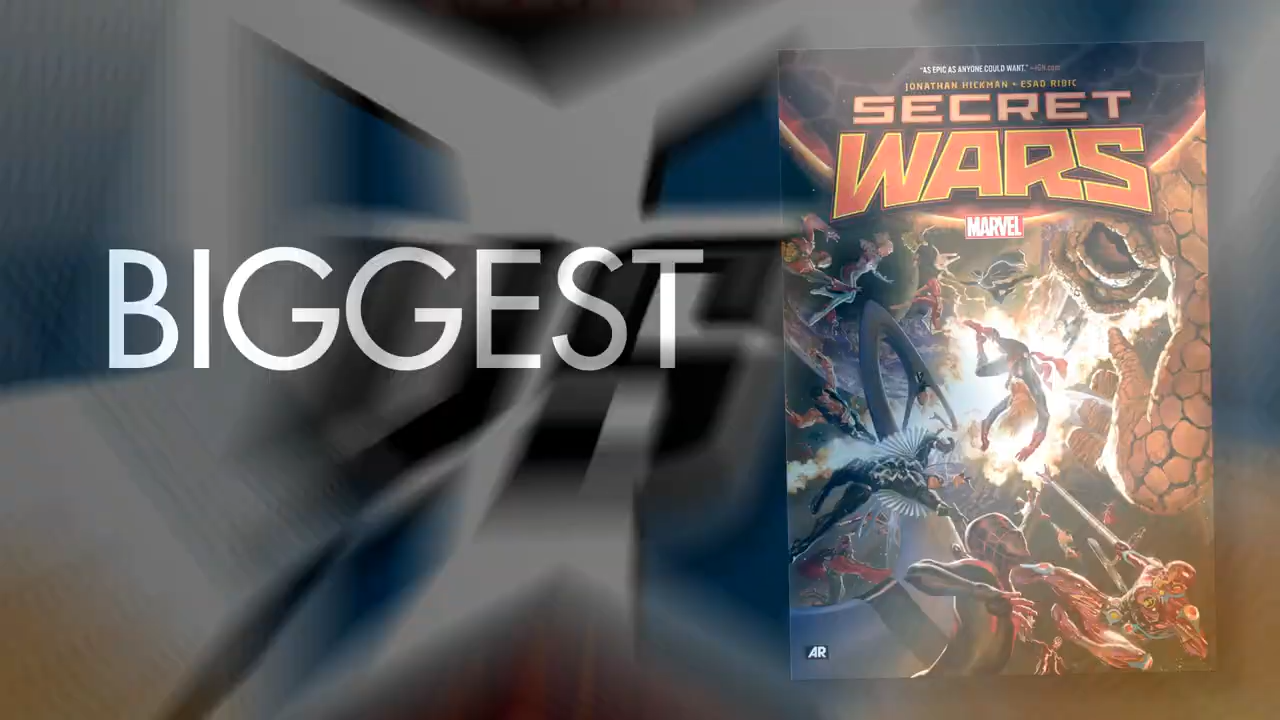 BIGGEST
"AS EPIC AS ANYONE COULD WANT." —IGN.com
JONATHAN HICKMAN • ESAD RIBIC
SECRET
WARS
MARVEL
AR